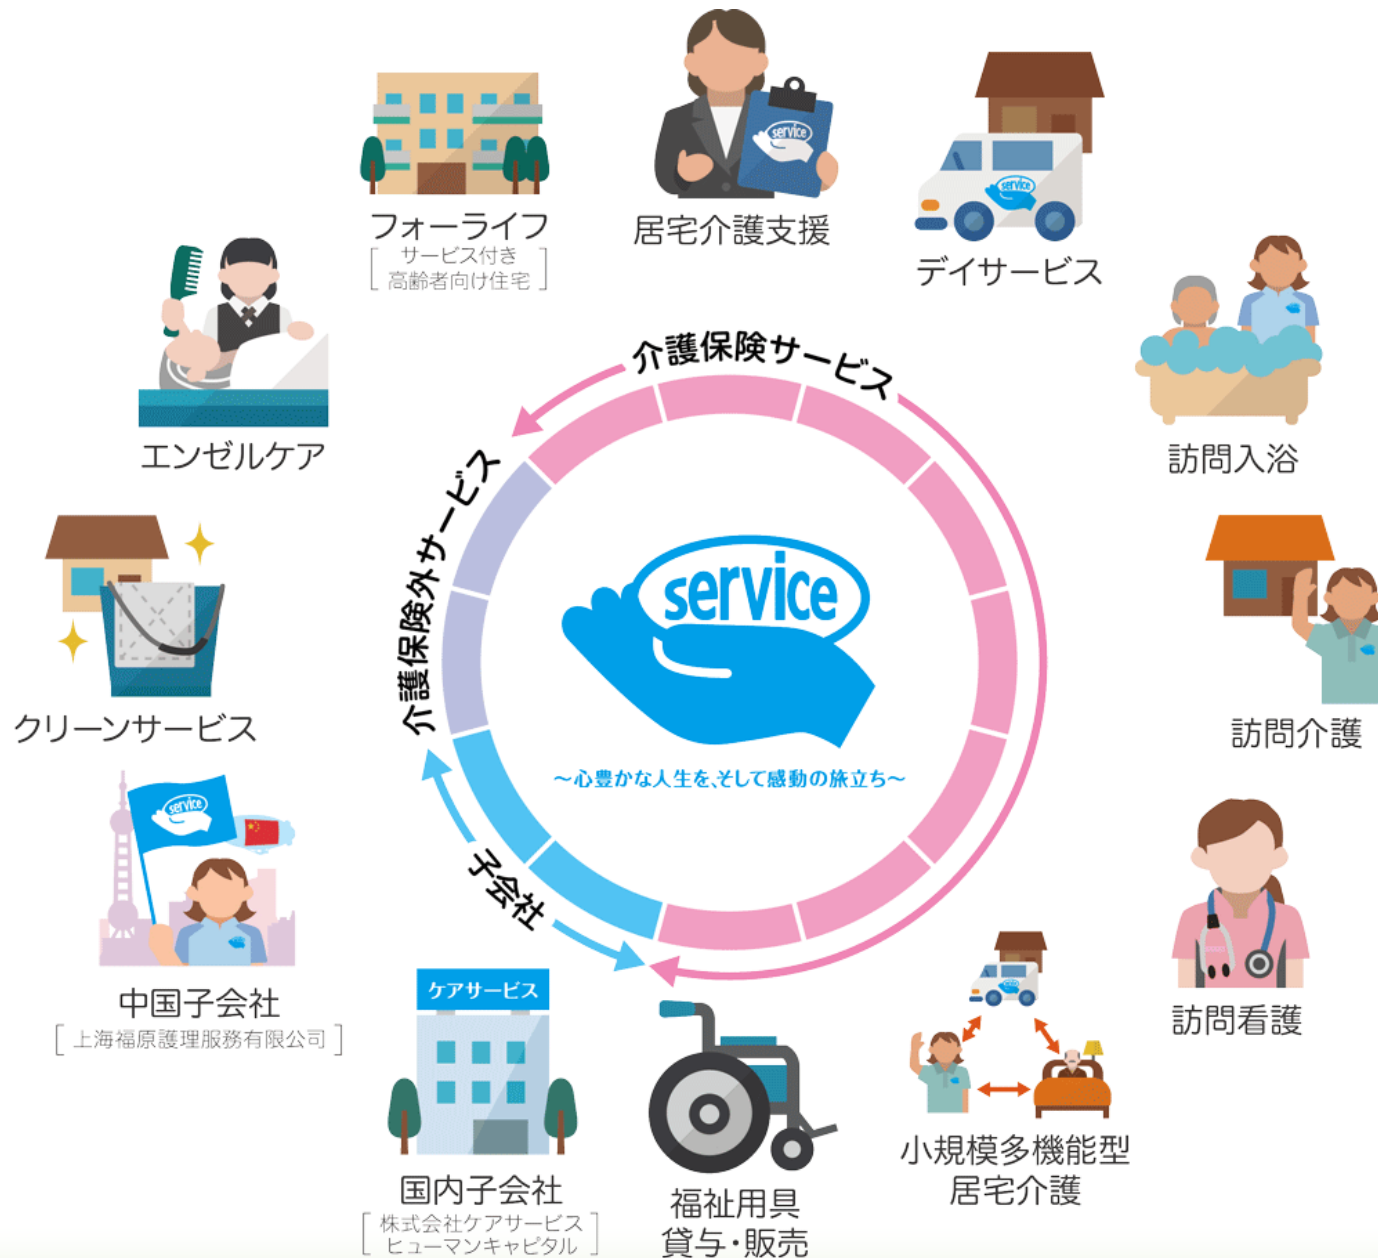 service
居宅介護支援
service
デイサービス
訪問入浴
訪問介護
訪問看護
小規模多機能型
居宅介護
福祉用具
貸与・販売
ケアサービス
国内子会社
株式会社ケアサービス
ヒューマンキャピタル
service
中国子会社
上海福原護理服務有限公司
クリーンサービス
エンゼルケア
フォーライフ
サービス付き
高齢者向け住宅
介護保険サービス
介護保険外サービス
子会社
service
～心豊かな人生を、そして感動の旅立ち～